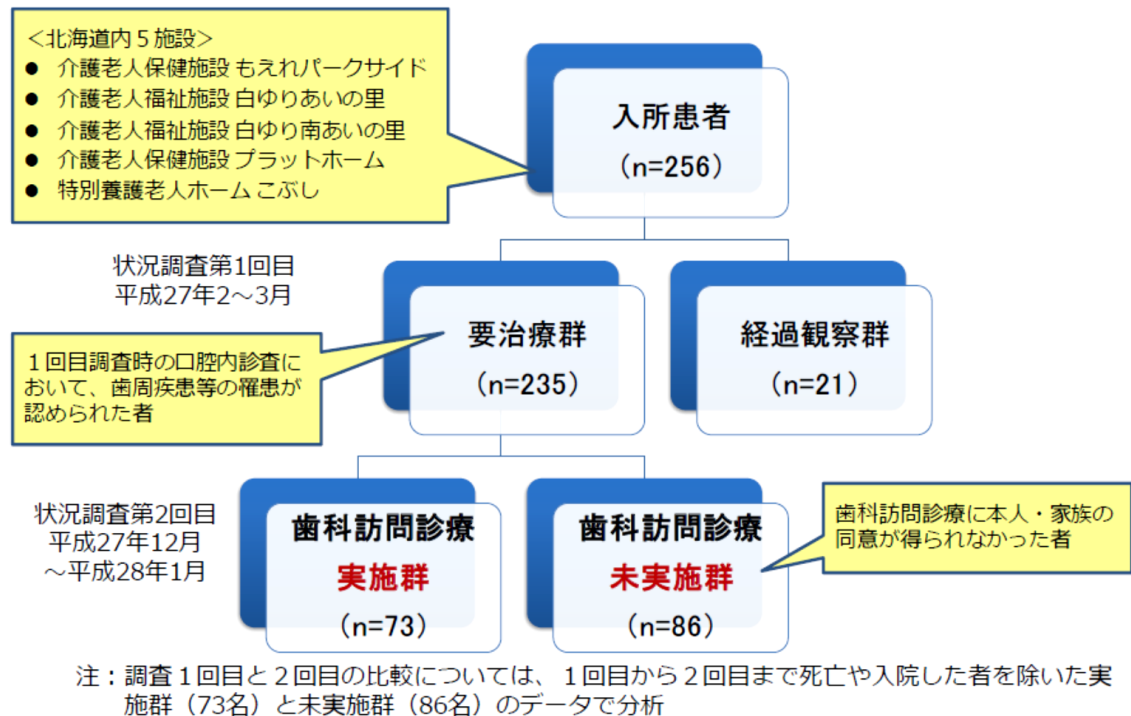 ＜北海道内５施設＞
● 介護老人保健施設 もえれパークサイド
● 介護老人福祉施設 白ゆりあいの里
● 介護老人福祉施設 白ゆり南あいの里
● 介護老人保健施設 プラットホーム
● 特別養護老人ホーム こぶし
入所患者
（n=256）
状況調査第1回目
平成27年2～3月
要治療群
（n=235）
経過観察群
（n=21）
１回目調査時の口腔内診査に
おいて、歯周疾患等の罹患が
認められた者
状況調査第2回目
平成27年12月
～平成28年1月
歯科訪問診療
実施群
（n=73）
歯科訪問診療
未実施群
（n=86）
歯科訪問診療に本人・家族の
同意が得られなかった者
注：調査１回目と２回目の比較については、１回目から２回目まで死亡や入院した者を除いた実
施群（73名）と未実施群（86名）のデータで分析